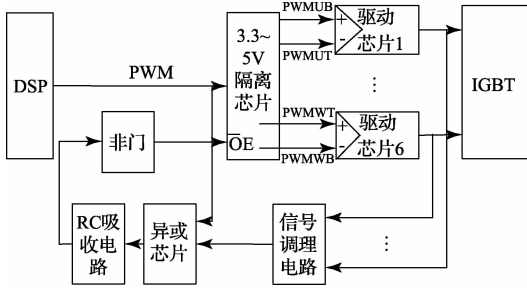 DSP
PWM
3.3~
5V
隔离
芯片
OE
PWMUB
PWMUT
PWMWT
PWMWB
+
-
驱动
芯片1
⋮
+
-
驱动
芯片6
IGBT
非门
RC吸
收电
路
异或
芯片
信号
调理
电路
⋮